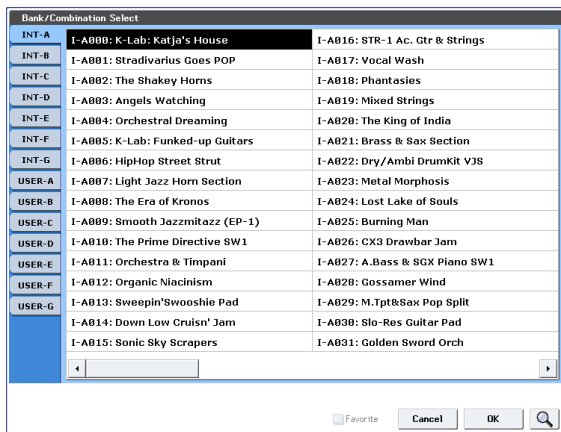 Bank/Combination Select
INT-A
INT-B
INT-C
INT-D
INT-E
INT-F
INT-G
USER-A
USER-B
USER-C
USER-D
USER-E
USER-F
USER-G
I-A000: K-Lab: Katja's House
I-A001: Stradivarius Goes POP
I-A002: The Shakey Horns
I-A003: Angels Watching
I-A004: Orchestral Dreaming
I-A005: K-Lab: Funked-up Guitars
I-A006: HipHop Street Strut
I-A007: Light Jazz Horn Section
I-A008: The Era of Kronos
I-A009: Smooth Jazzmitazz (EP-1)
I-A010: The Prime Directive SW1
I-A011: Orchestra & Timpani
I-A012: Organic Niacinism
I-A013: Sweepin'Swooshie Pad
I-A014: Down Low Cruisn' Jam
I-A015: Sonic Sky Scrapers
I-A016: STR-1 Ac. Gtr & Strings
I-A017: Vocal Wash
I-A018: Phantasies
I-A019: Mixed Strings
I-A020: The King of India
I-A021: Brass & Sax Section
I-A022: Dry/Ambi DrumKit VJS
I-A023: Metal Morphosis
I-A024: Lost Lake of Souls
I-A025: Burning Man
I-A026: CX3 Drawbar Jam
I-A027: A.Bass & SGX Piano SW1
I-A028: Gossamer Wind
I-A029: M.Tpt&Sax Pop Split
I-A030: Slo-Res Guitar Pad
I-A031: Golden Sword Orch
Favorite
Cancel
OK